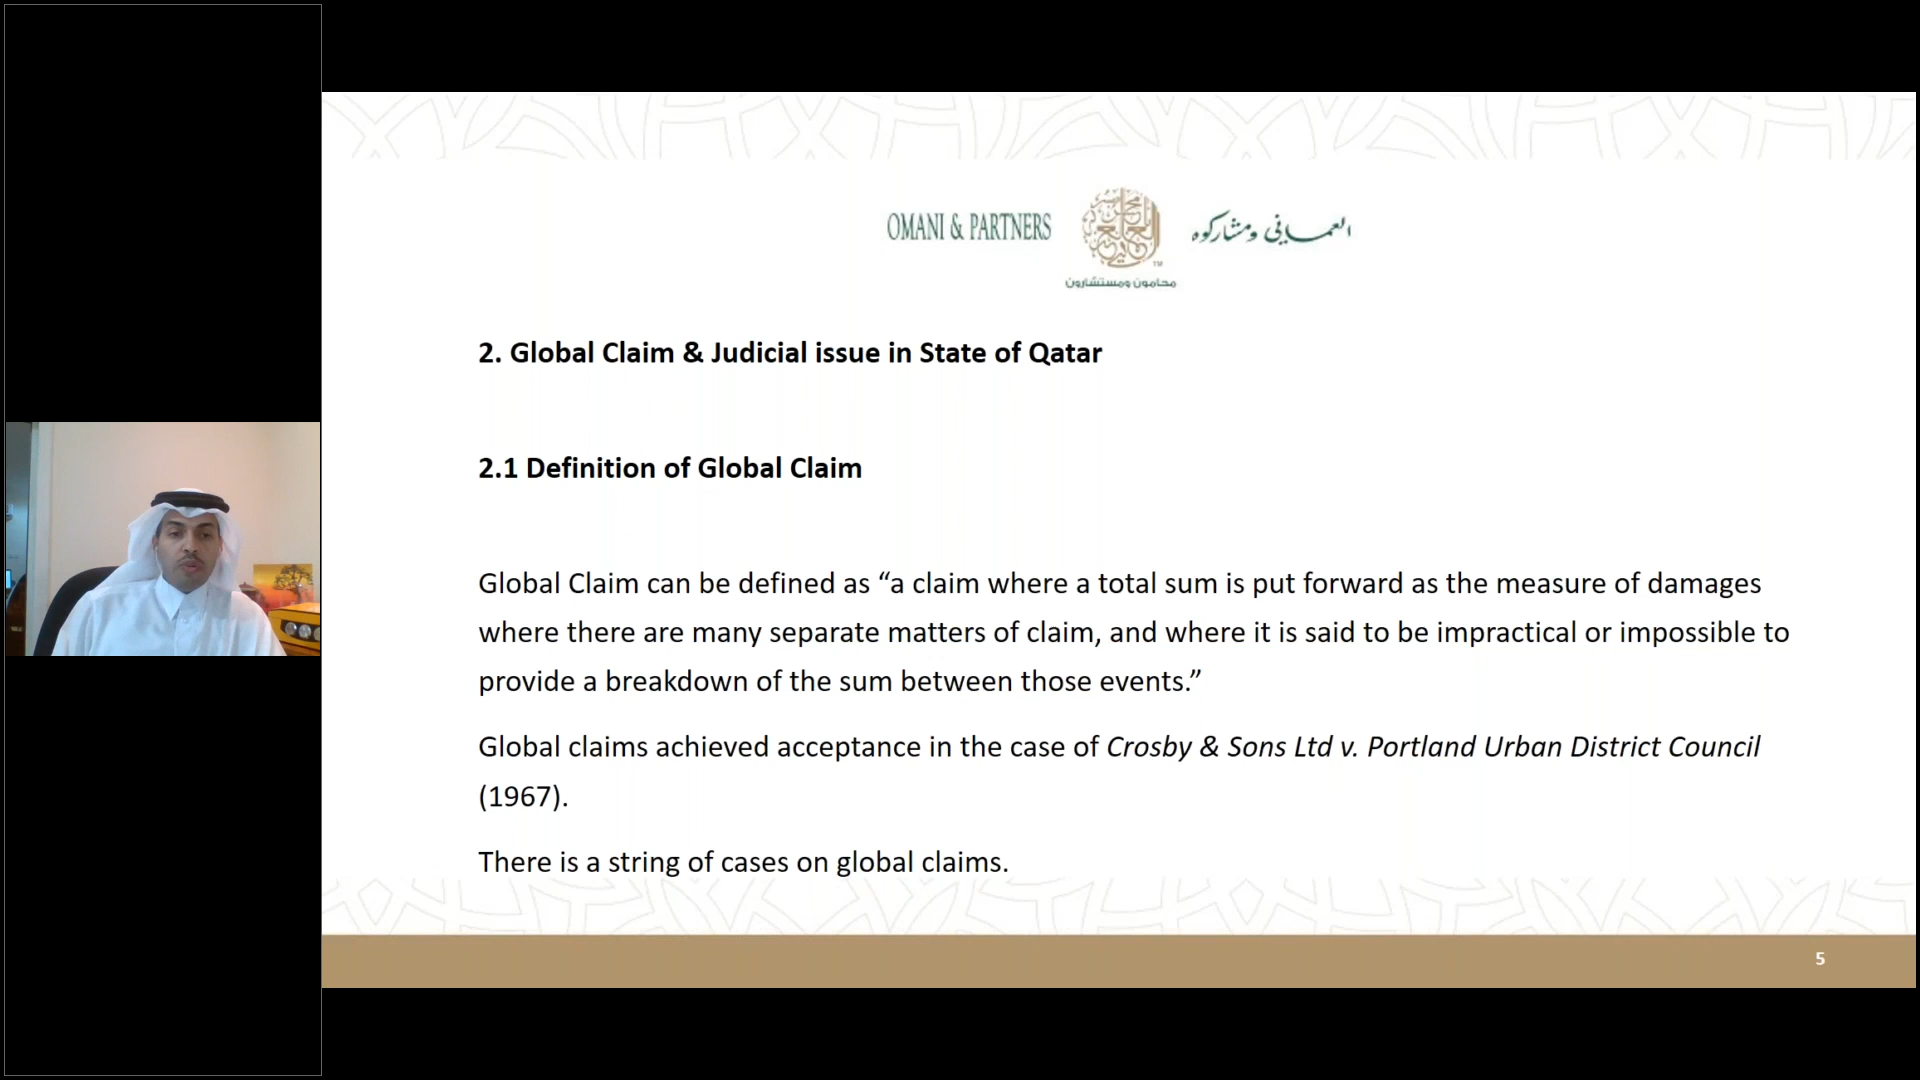 OMANI & PARTNERS
العمانى ومشاركوه
TM
محامون ومستشارون
2. Global Claim & Judicial issue in State of Qatar
2.1 Definition of Global Claim
Global Claim can be defined as “a claim where a total sum is put forward as the measure of damages
where there are many separate matters of claim, and where it is said to be impractical or impossible to
provide a breakdown of the sum between those events.”
Global claims achieved acceptance in the case of Crosby & Sons Ltd v. Portland Urban District Council
(1967).
There is a string of cases on global claims.
5